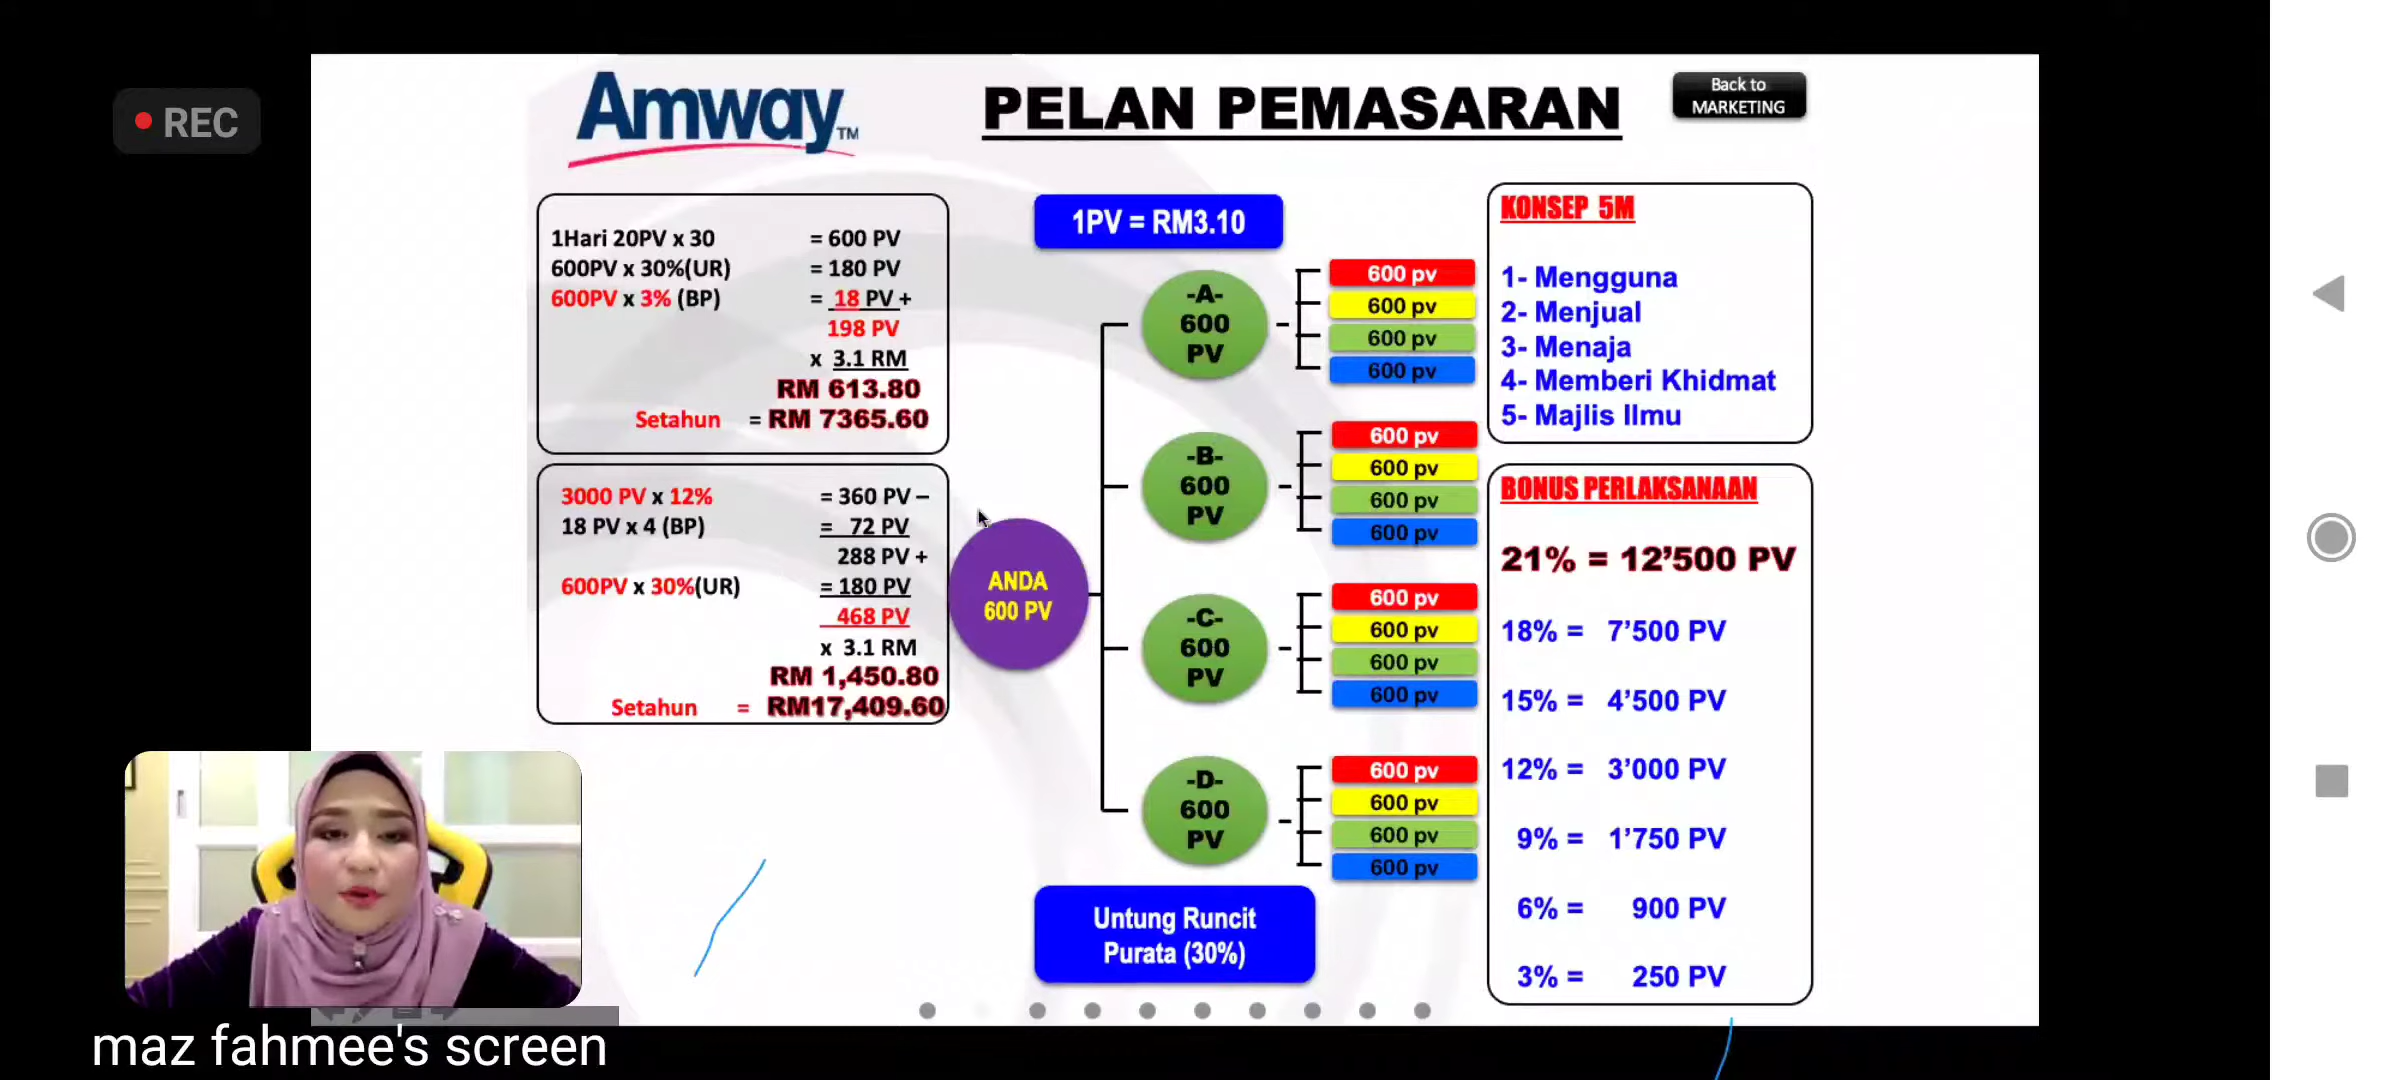 REC
Amway TM
PELAN PEMASARAN
Back to
MARKETING
1Hari 20PV x 30 = 600 PV
600PV x 30%(UR) = 180 PV
600PV x 3% (BP) = 18 PV +
198 PV
x 3.1 RM
RM 613.80
Setahun = RM 7365.60
3000 PV x 12% = 360 PV –
18 PV x 4 (BP) = 72 PV
288 PV +
600PV x 30%(UR) = 180 PV
468 PV
x 3.1 RM
RM 1,450.80
Setahun = RM17,409.60
1PV = RM3.10
ANDA
600 PV
-A-
600
PV
600 pv
600 pv
600 pv
600 pv
-B-
600
PV
600 pv
600 pv
600 pv
600 pv
-C-
600
PV
600 pv
600 pv
600 pv
600 pv
-D-
600
PV
600 pv
600 pv
600 pv
600 pv
Untung Runcit
Purata (30%)
KONSEP 5M
1- Mengguna
2- Menjual
3- Menaja
4- Memberi Khidmat
5- Majlis Ilmu
BONUS PERLAKSANAAN
21% = 12’500 PV
18% = 7’500 PV
15% = 4’500 PV
12% = 3’000 PV
9% = 1’750 PV
6% = 900 PV
3% = 250 PV
maz fahmee's screen